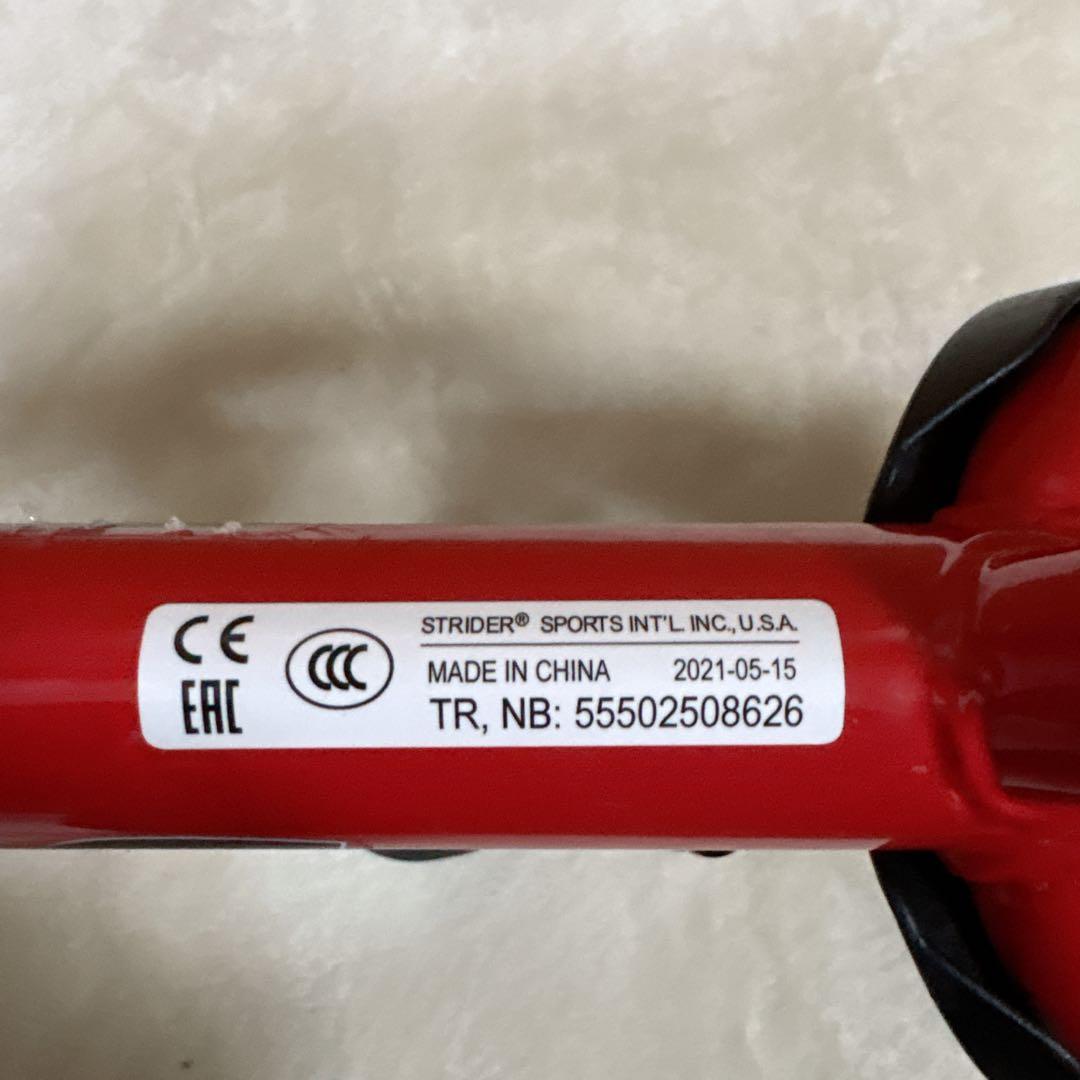 CE
EAC
CCC
STRIDER® SPORTS INT'L. INC., U.S.A.
MADE IN CHINA 2021-05-15
TR, NB: 55502508626